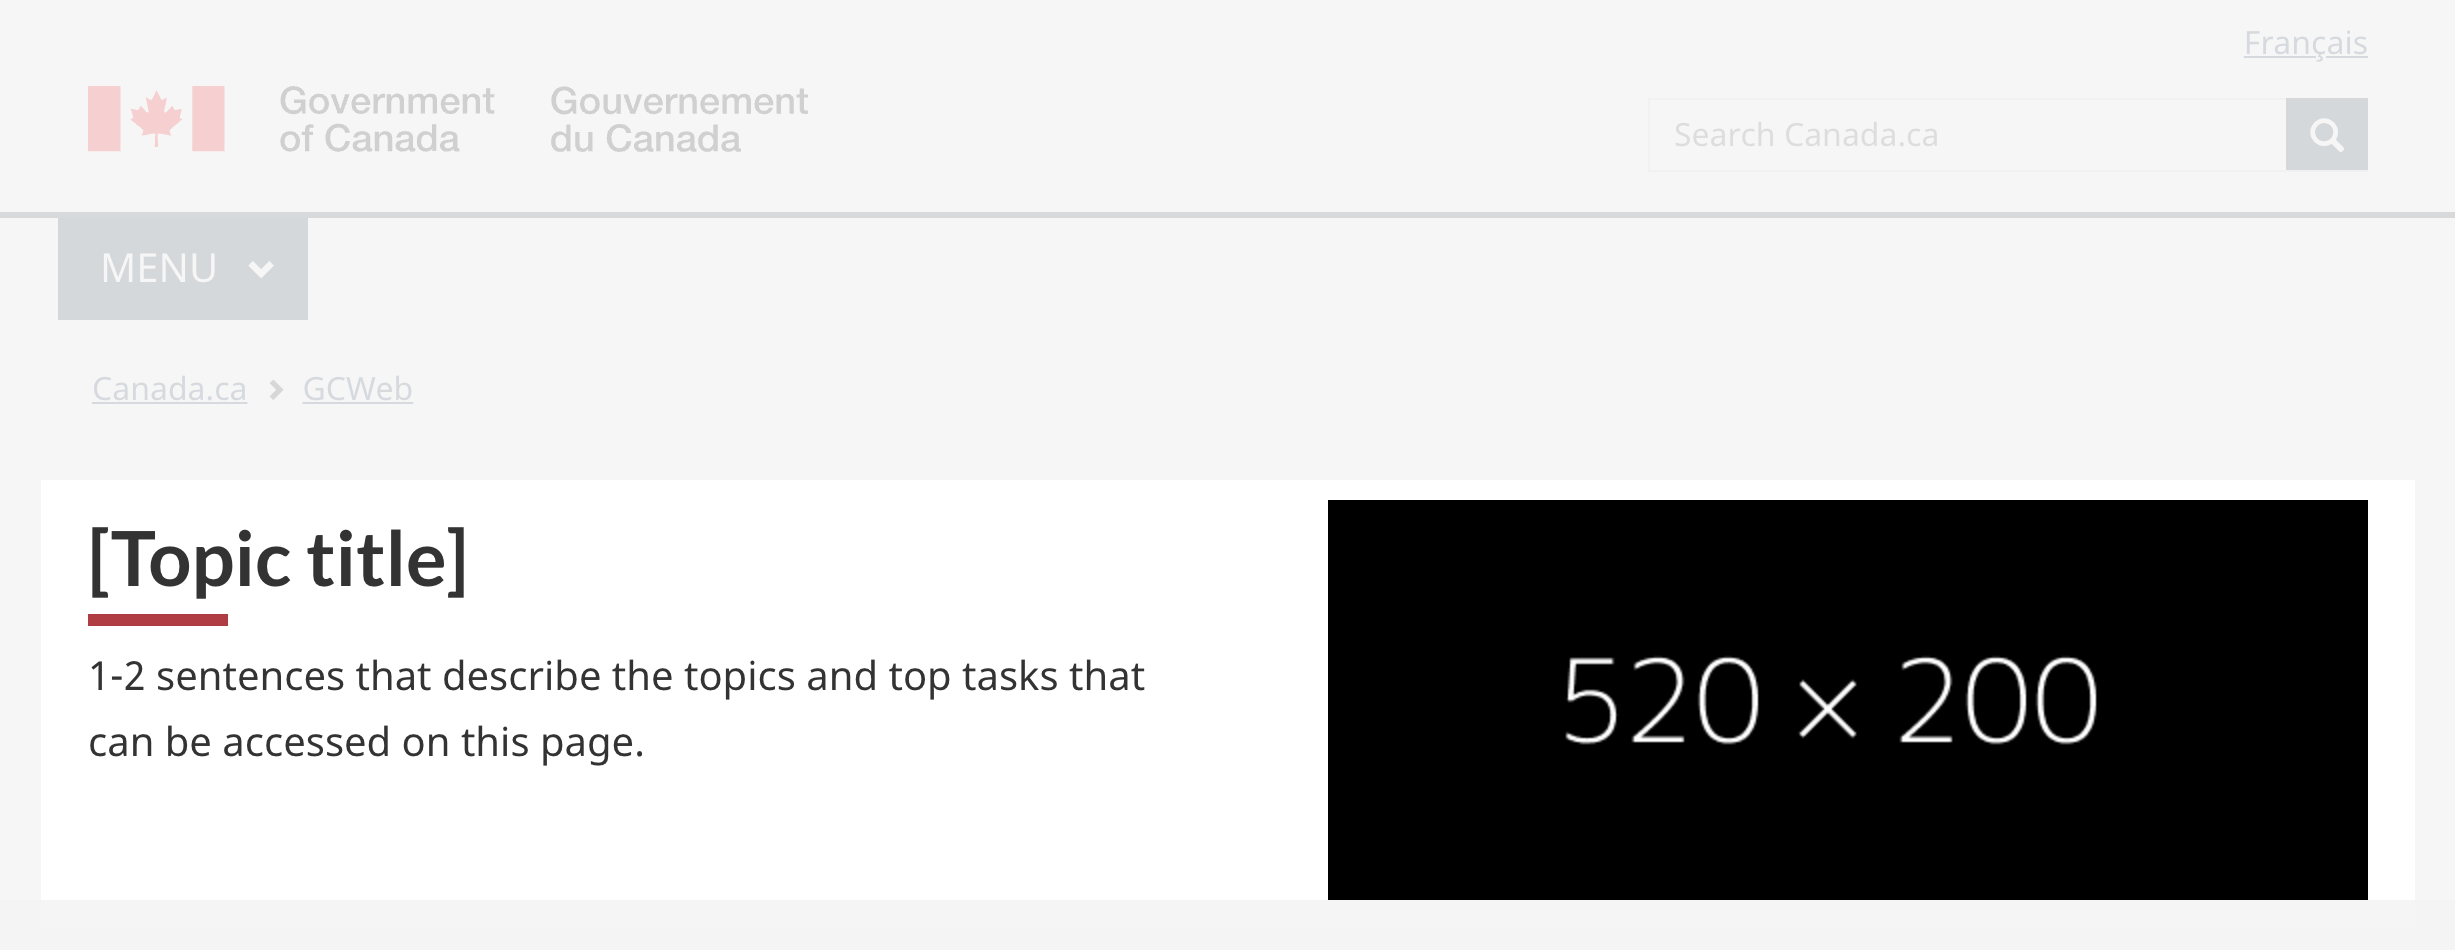 Français
Government
of Canada
Gouvernement
du Canada
Search Canada.ca
MENU
Canada.ca > GCWeb
[Topic title]
1-2 sentences that describe the topics and top tasks that
can be accessed on this page.
520 × 200